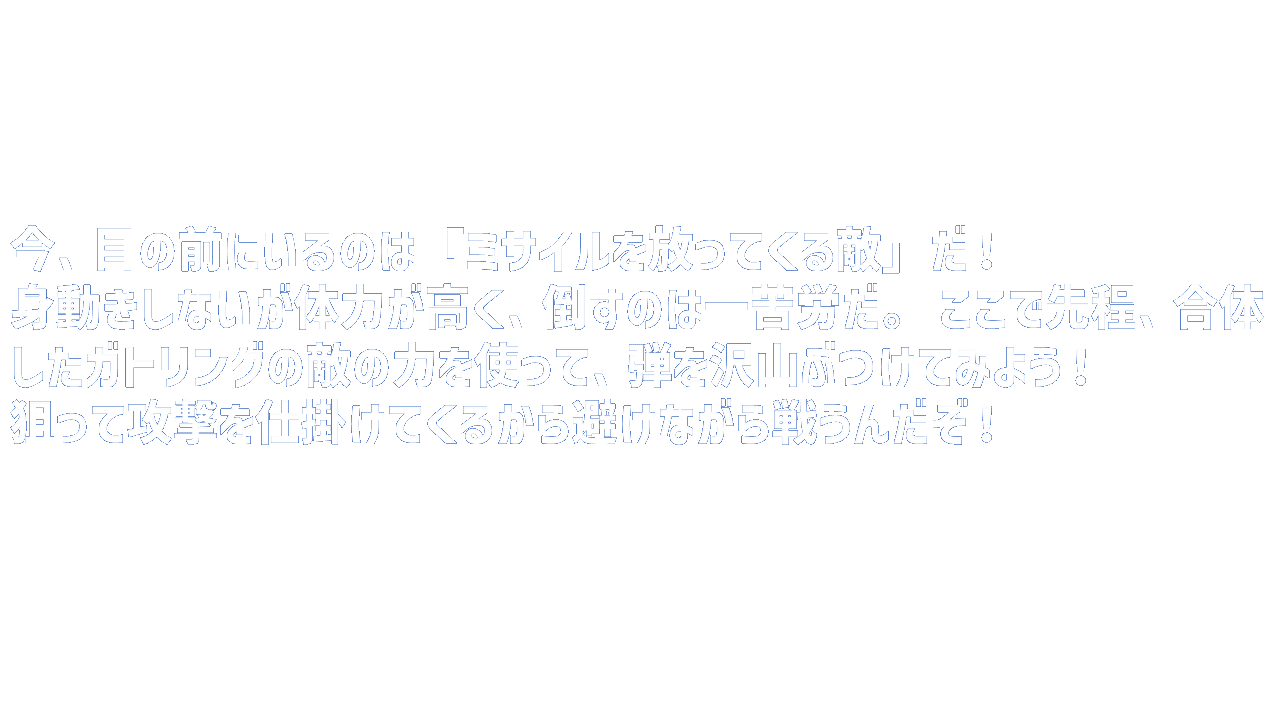 今、目の前にいるのは「ミサイルを放ってくる敵」だ！
身動きしないが体力が高く、倒すのは一苦労だ。ここで先程、合体
したガトリングの敵の力を使って、弾を沢山ぶつけてみよう！
狙って攻撃を仕掛けてくるから避けながら戦うんだぞ！